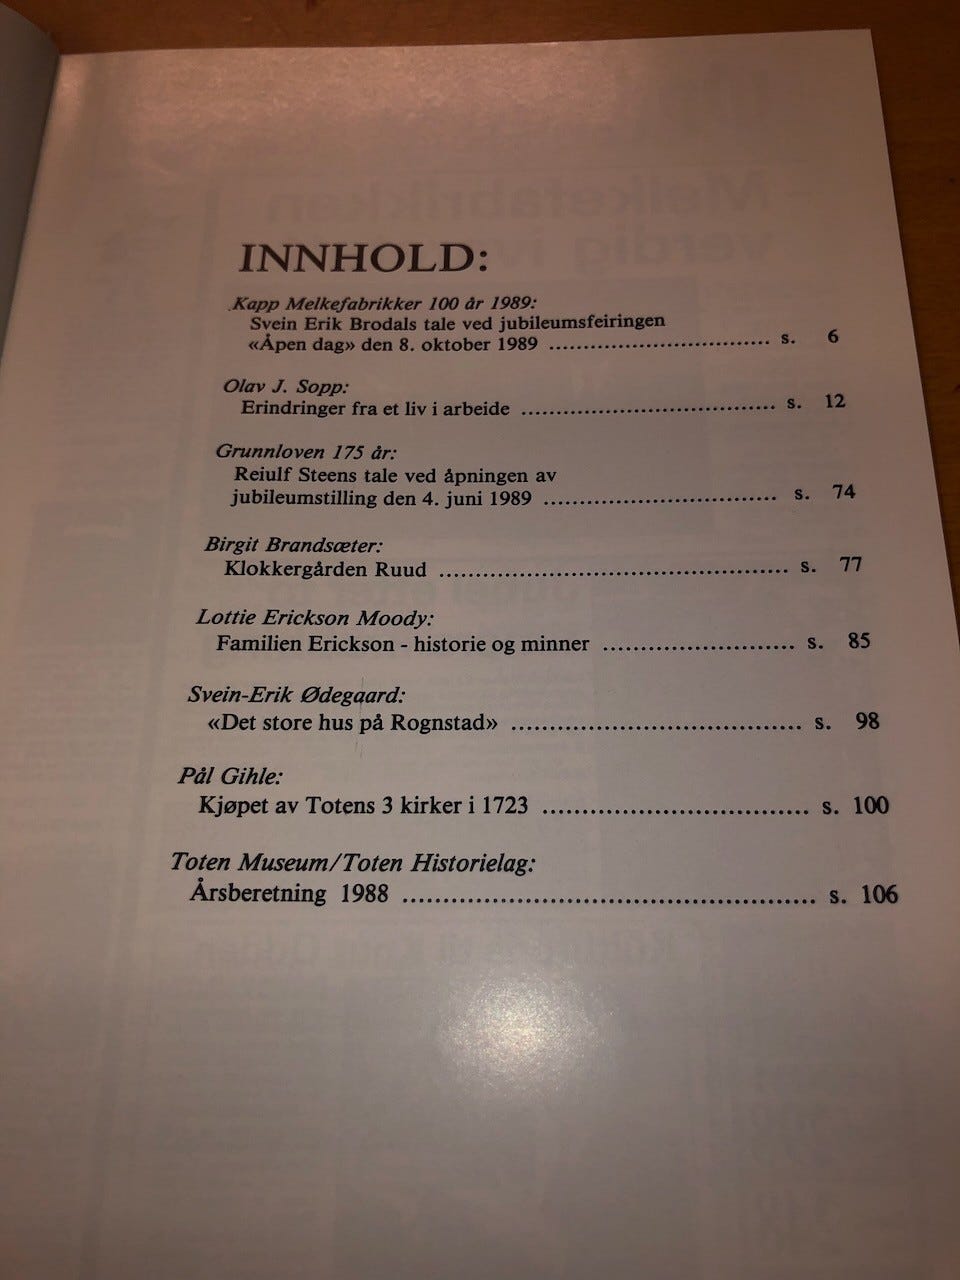 INNHOLD:
Kapp Melkefabrikker 100 år 1989:
Svein Erik Brodals tale ved jubileumsfeiringen
«Åpen dag» den 8. oktober 1989 ..................................... s. 6
Olav J. Sopp:
Erindringer fra et liv i arbeide ........................................... s. 12
Grunnloven 175 år:
Reiulf Steens tale ved åpningen av
jubileumstilling den 4. juni 1989 ....................................... s. 74
Birgit Brandsæter:
Klokkergården Ruud ........................................................ s. 77
Lottie Erickson Moody:
Familien Erickson - historie og minner .............................. s. 85
Svein-Erik Ødegaard:
«Det store hus på Rognstad» ............................................ s. 98
Pål Gihle:
Kjøpet av Totens 3 kirker i 1723 ....................................... s. 100
Toten Museum/Toten Historielag:
Årsberetning 1988 ........................................................... s. 106